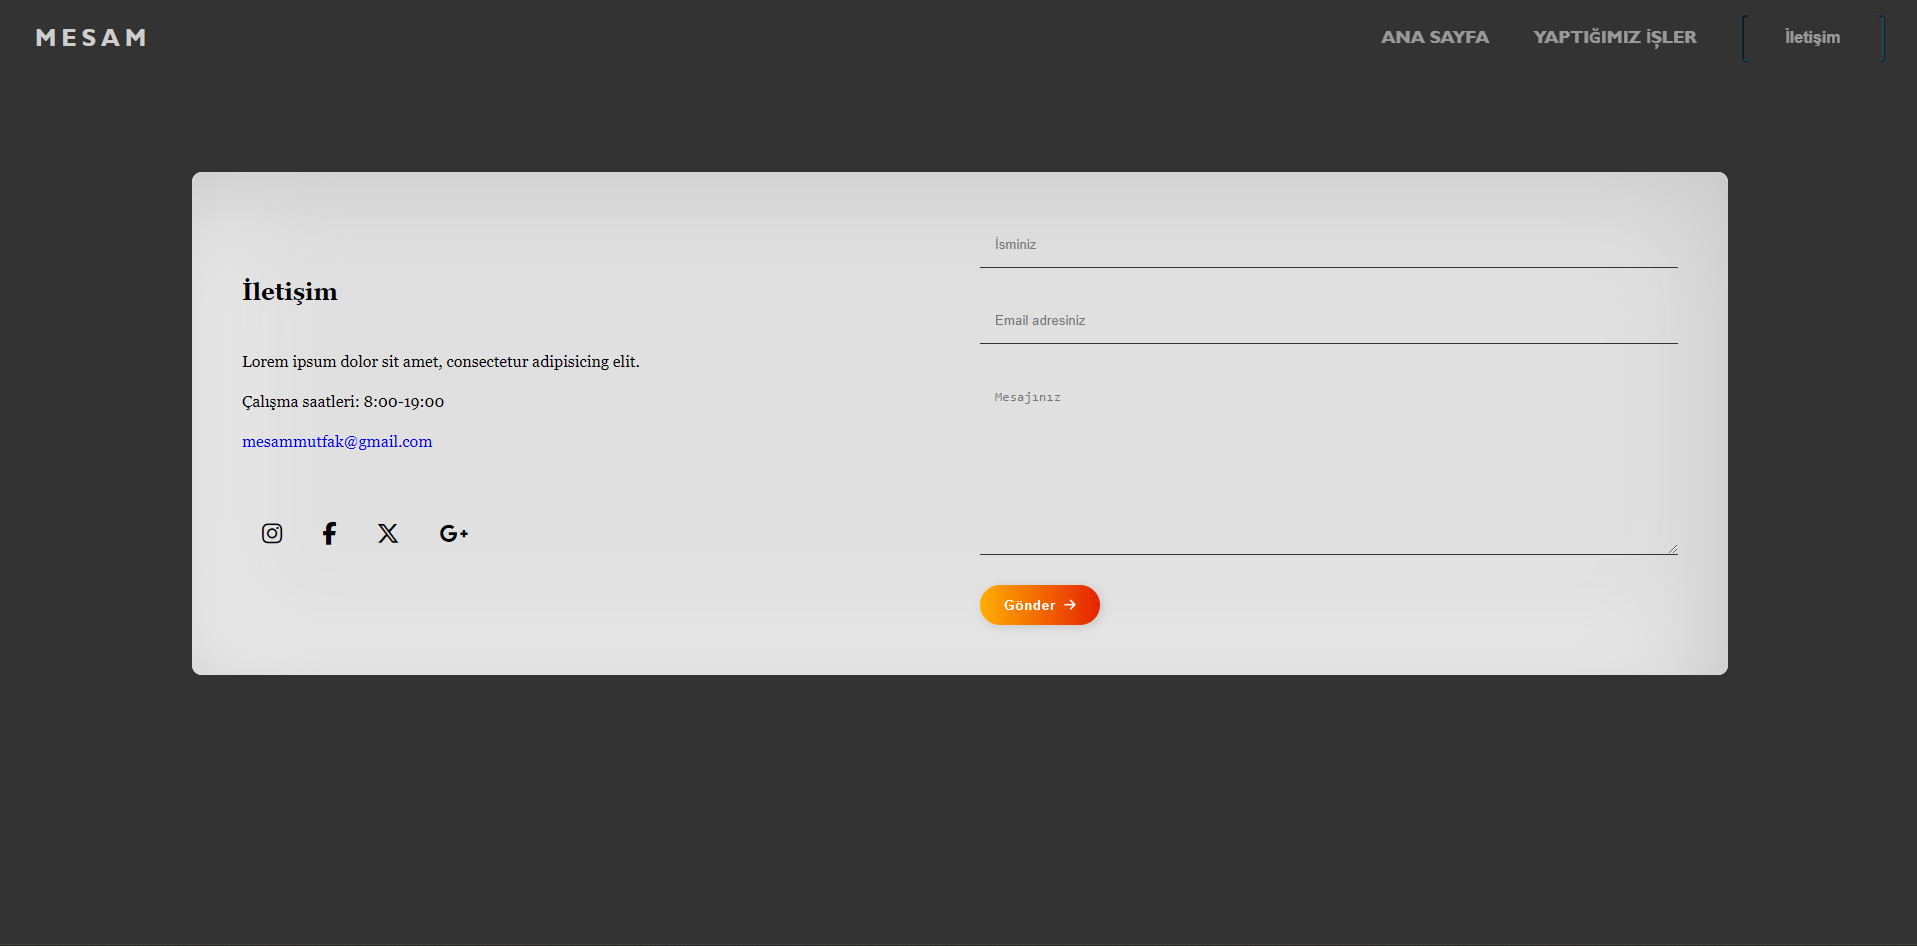 MESAM
ANA SAYFA
YAPTIĞIMIZ İŞLER
İletişim
İletişim
Lorem ipsum dolor sit amet, consectetur adipisicing elit.
Çalışma saatleri: 8:00-19:00
mesammutfak@gmail.com
G+
İsminiz
Email adresiniz
Mesajınız
Gönder